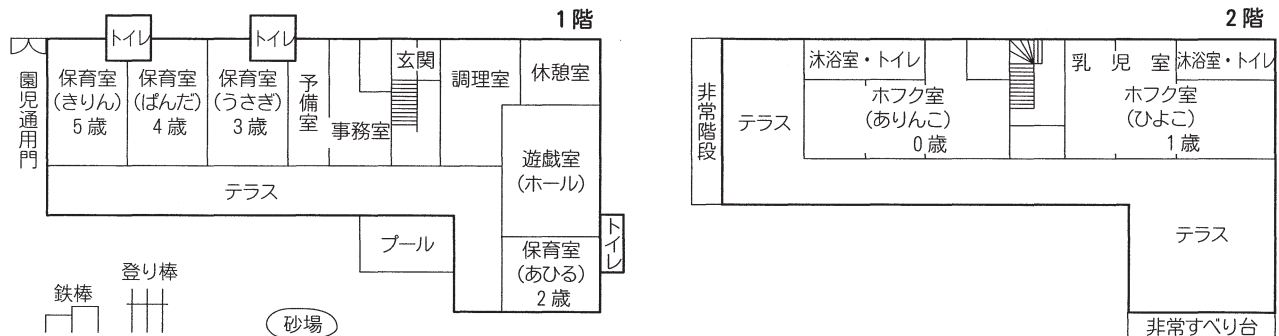 1階
トイレ
トイレ
園児通用門
保育室
(きりん)
5歳
保育室
(ぱんだ)
4歳
保育室
(うさぎ)
3歳
予備室
事務室
玄関
調理室
休憩室
遊戯室
(ホール)
テラス
プール
保育室
(あひる)
2歳
トイレ
鉄棒
登り棒
砂場
2階
非常階段
テラス
沐浴室・トイレ
ホフク室
(ありんこ)
0歳
乳児室
沐浴室・トイレ
ホフク室
(ひよこ)
1歳
テラス
非常すべり台